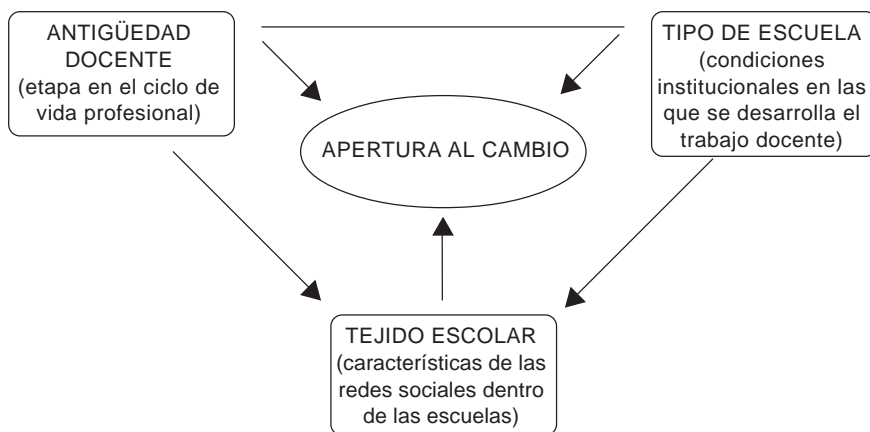 ANTIGÜEDAD
DOCENTE
(etapa en el ciclo de
vida profesional)
TIPO DE ESCUELA
(condiciones
institucionales en las
que se desarrolla el
trabajo docente)
APERTURA AL CAMBIO
TEJIDO ESCOLAR
(características de las
redes sociales dentro
de las escuelas)